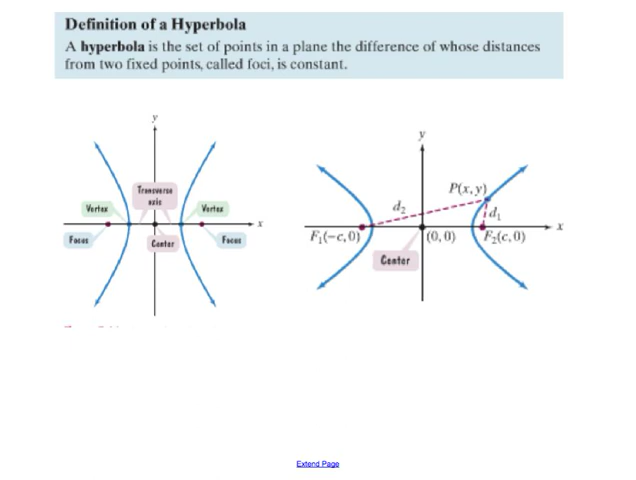 Definition of a Hyperbola
A hyperbola is the set of points in a plane the difference of whose distances
from two fixed points, called foci, is constant.
y
Transverse
axis
Vertex
Vertex
x
Focus
Center
Focus
y
P(x, y)
d₂
d₁
x
F₁(−c, 0)
(0, 0)
F₂(c, 0)
Center
Extend Page